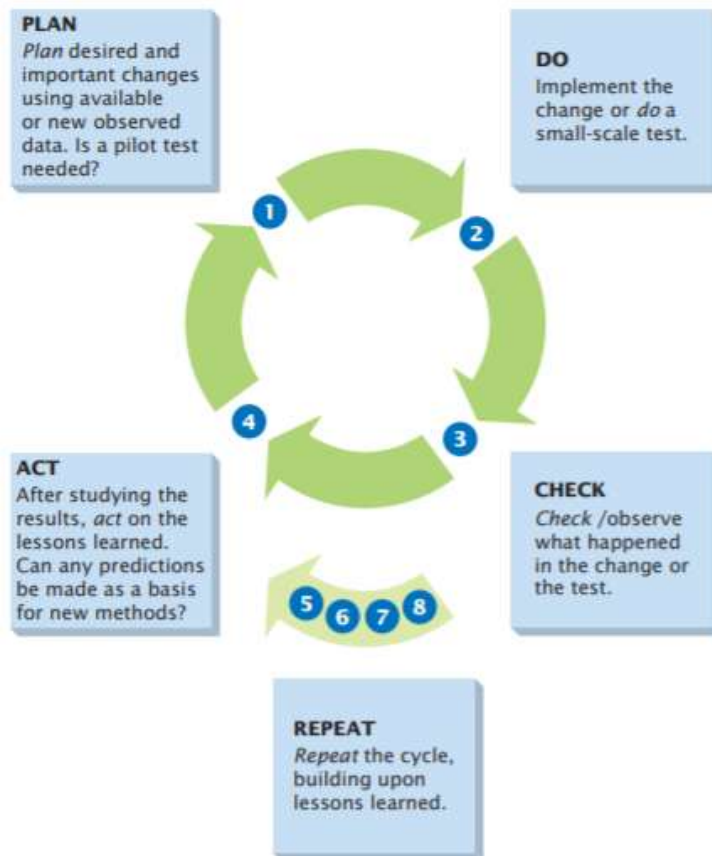 PLAN
Plan desired and
important changes
using available
or new observed
data. Is a pilot test
needed?
DO
Implement the
change or do a
small-scale test.
1
2
4
3
ACT
After studying the
results, act on the
lessons learned.
Can any predictions
be made as a basis
for new methods?
CHECK
Check /observe
what happened
in the change or
the test.
5 6 7 8
REPEAT
Repeat the cycle,
building upon
lessons learned.